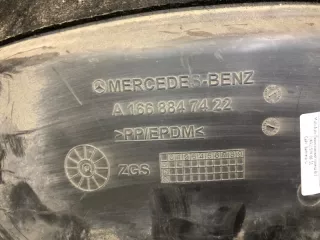 MERCEDES-BENZ
A 166 884 74 22
>PP/EPDM<
ZGS